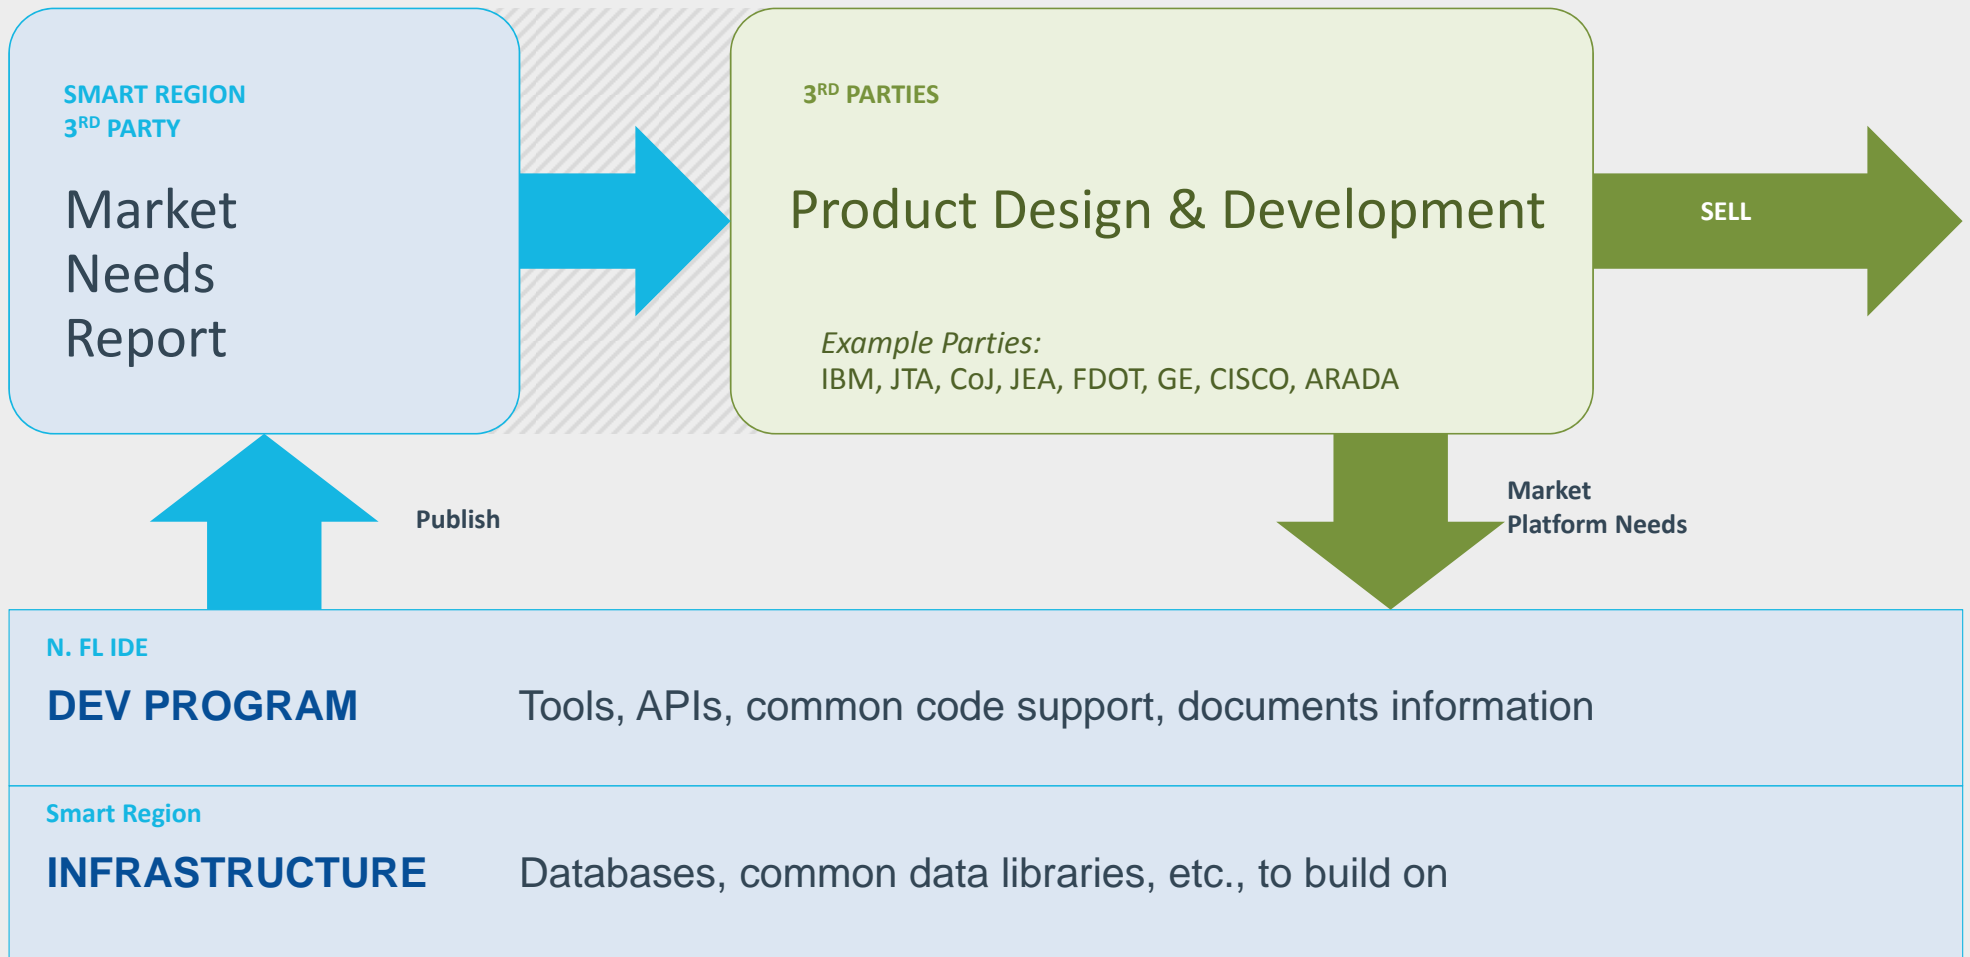 SMART REGION
3RD PARTY
Market
Needs
Report
3RD PARTIES
Product Design & Development
Example Parties:
IBM, JTA, CoJ, JEA, FDOT, GE, CISCO, ARADA
SELL
Publish
Market
Platform Needs
N. FL IDE
DEV PROGRAM Tools, APIs, common code support, documents information
Smart Region
INFRASTRUCTURE Databases, common data libraries, etc., to build on